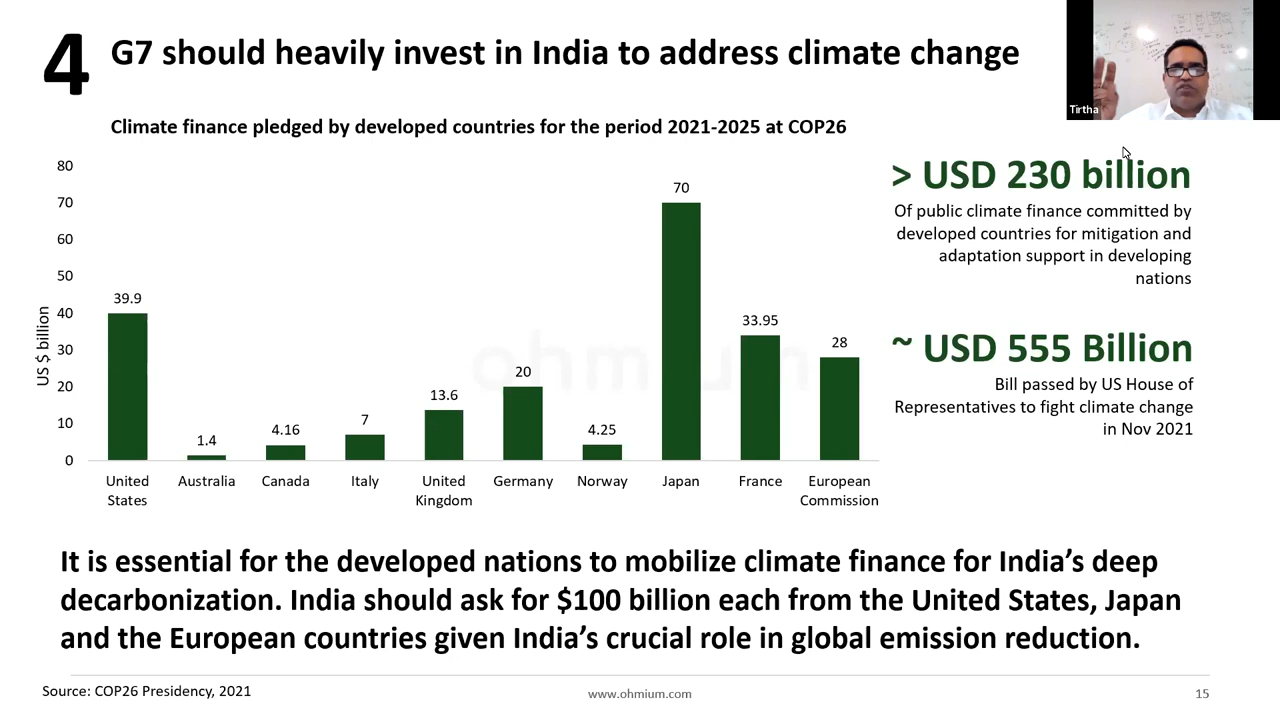 4
G7 should heavily invest in India to address climate change
Tirtha
Climate finance pledged by developed countries for the period 2021-2025 at COP26
US $ billion
80
70
60
50
40
30
20
10
0
39.9
1.4
4.16
7
13.6
20
4.25
70
33.95
28
United
States
Australia
Canada
Italy
United
Kingdom
Germany
Norway
Japan
France
European
Commission
ohmium
> USD 230 billion
Of public climate finance committed by
developed countries for mitigation and
adaptation support in developing
nations
~ USD 555 Billion
Bill passed by US House of
Representatives to fight climate change
in Nov 2021
It is essential for the developed nations to mobilize climate finance for India’s deep
decarbonization. India should ask for $100 billion each from the United States, Japan
and the European countries given India’s crucial role in global emission reduction.
Source: COP26 Presidency, 2021
www.ohmium.com
15